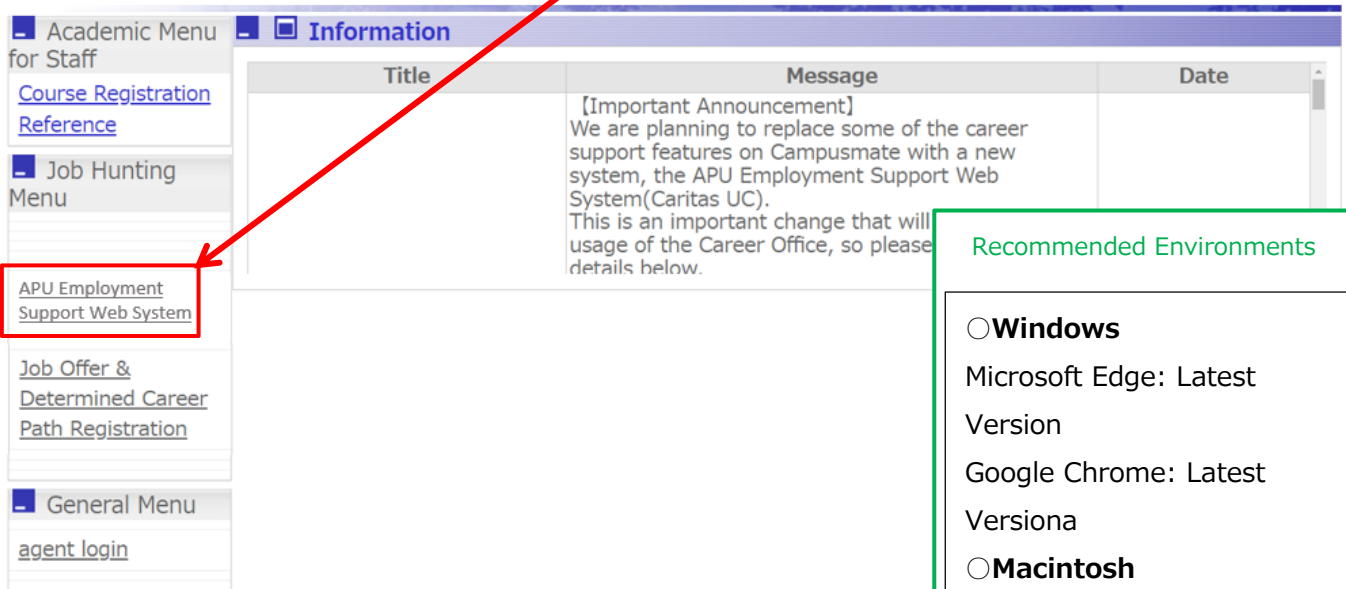 Academic Menu
for Staff
Course Registration
Reference
Job Hunting
Menu
APU Employment
Support Web System
Job Offer &
Determined Career
Path Registration
General Menu
agent login
Information
Title Message Date
【Important Announcement】
We are planning to replace some of the career
support features on Campusmate with a new
system, the APU Employment Support Web
System(Caritas UC).
This is an important change that will
usage of the Career Office, so please
details below.
Recommended Environments
○Windows
Microsoft Edge: Latest
Version
Google Chrome: Latest
Versiona
○Macintosh